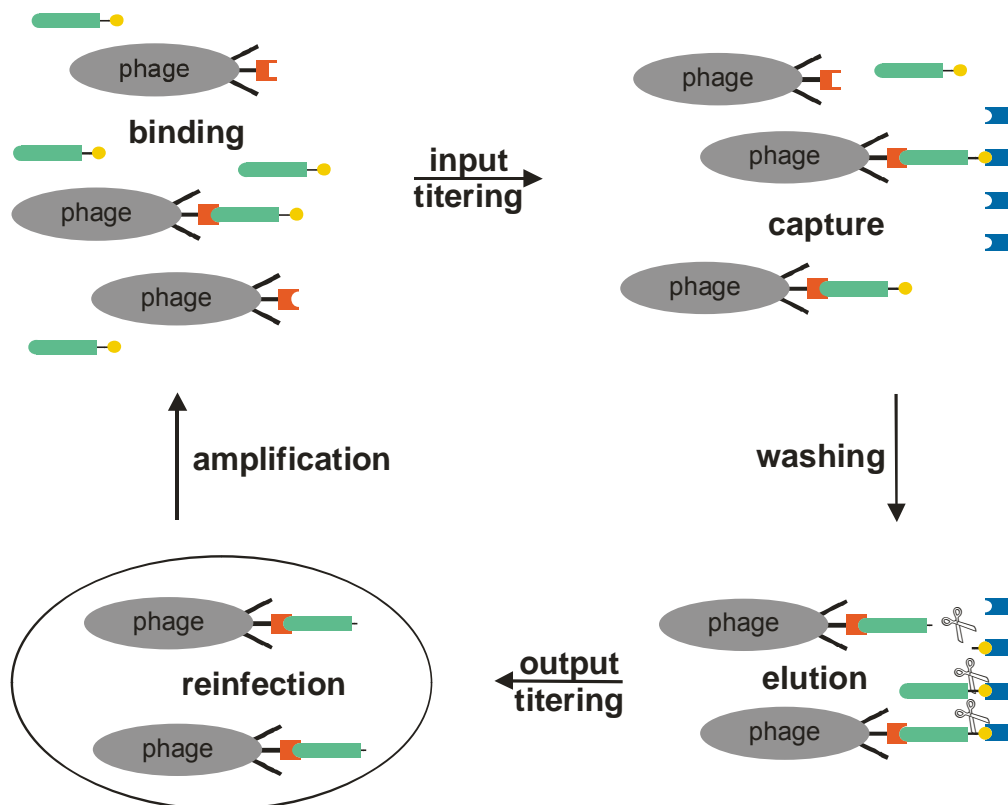 phage
binding
phage
phage
input
titering
phage
phage
capture
phage
washing
phage
elution
phage
output
titering
phage
reinfection
phage
amplification